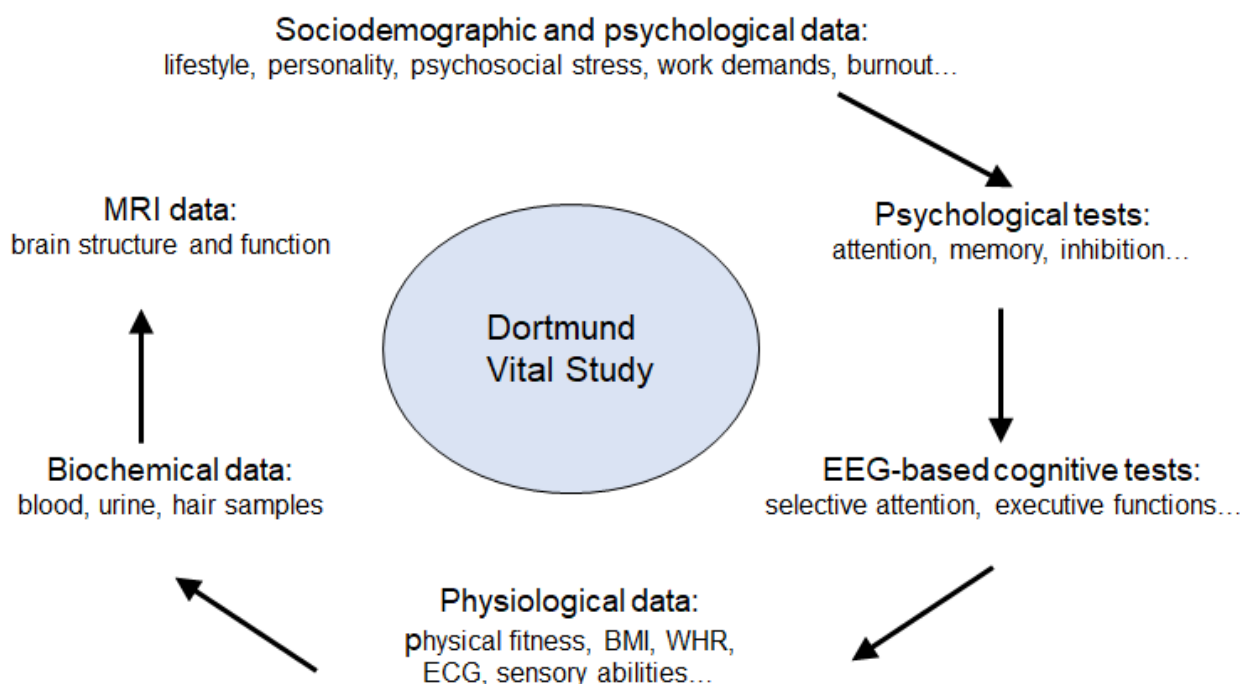 Sociodemographic and psychological data:
lifestyle, personality, psychosocial stress, work demands, burnout...
Psychological tests:
attention, memory, inhibition...
EEG-based cognitive tests:
selective attention, executive functions...
Physiological data:
physical fitness, BMI, WHR,
ECG, sensory abilities...
Biochemical data:
blood, urine, hair samples
MRI data:
brain structure and function
Dortmund
Vital Study